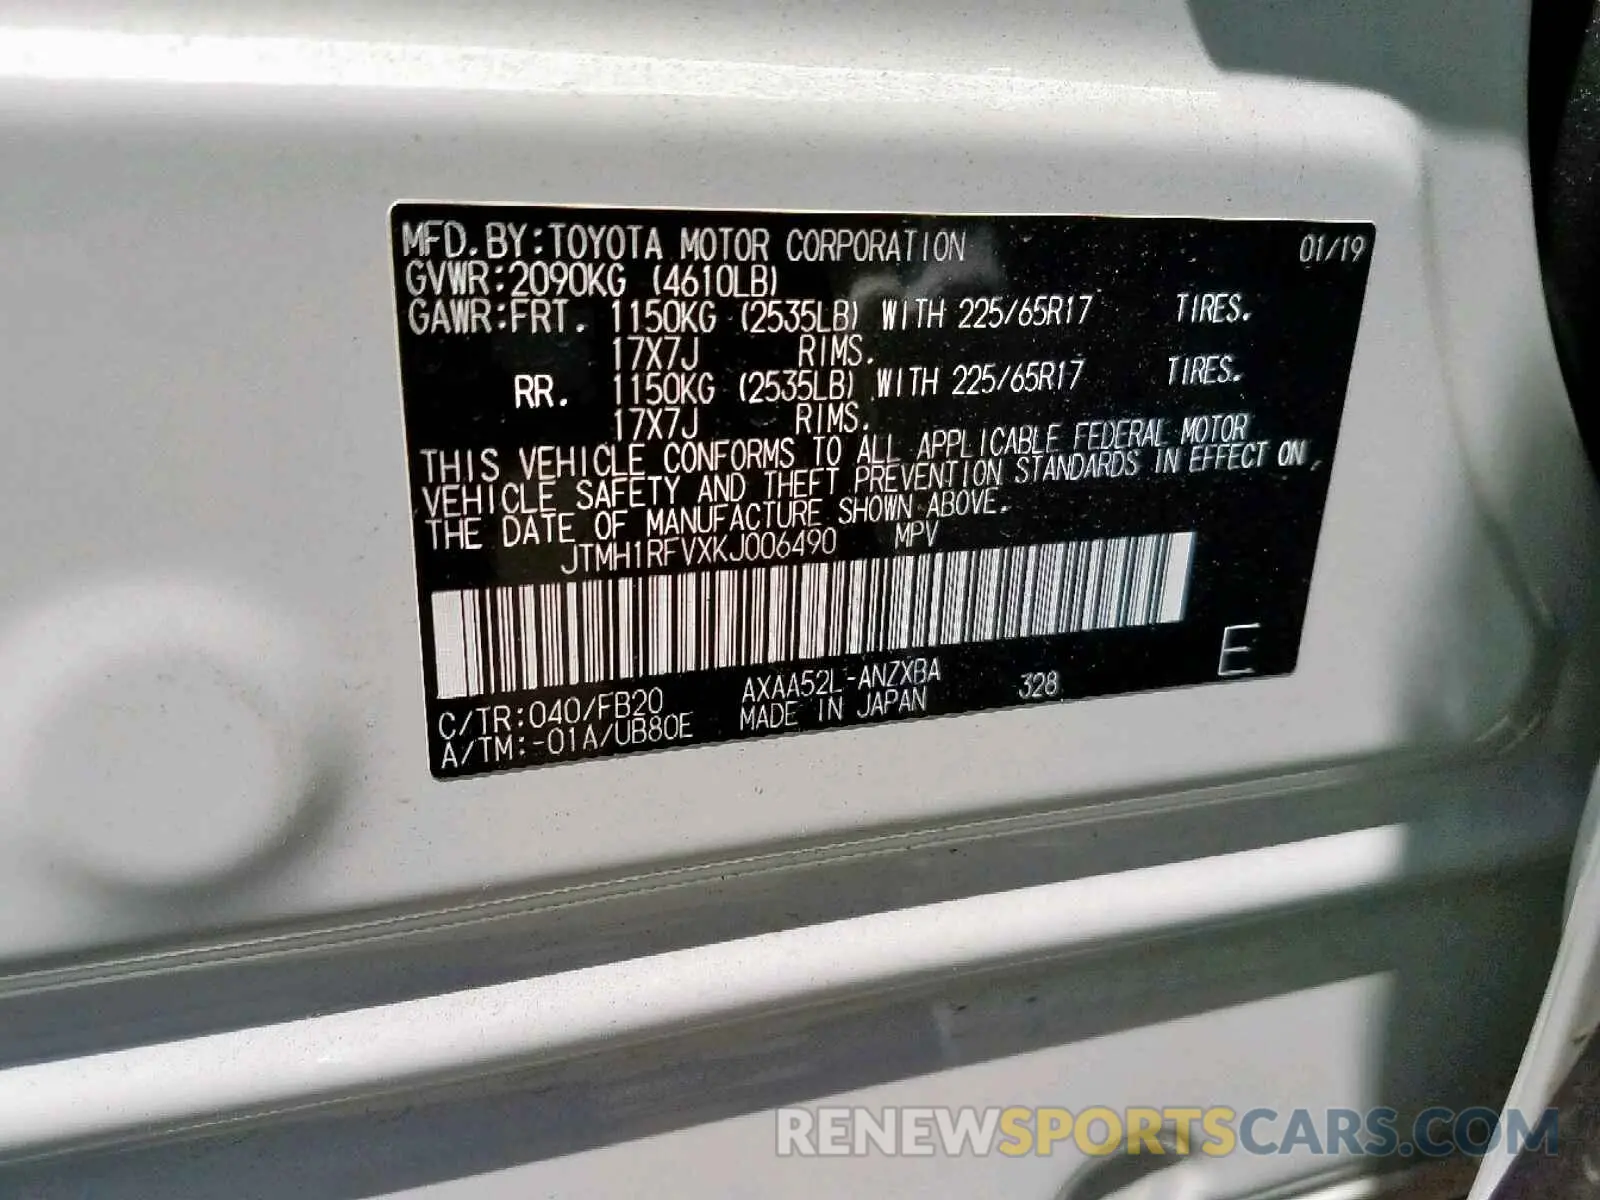 MFD. BY:TOYOTA MOTOR CORPORATION 01/19
GVWR:2090KG (4610LB)
GAWR:FRT. 1150KG (2535LB) WITH 225/65R17 TIRES.
17X7J RIMS.
RR. 1150KG (2535LB) WITH 225/65R17 TIRES.
17X7J RIMS.
THIS VEHICLE CONFORMS TO ALL APPLICABLE FEDERAL MOTOR
VEHICLE SAFETY AND THEFT PREVENTION STANDARDS IN EFFECT ON
THE DATE OF MANUFACTURE SHOWN ABOVE.
JTMH1RFVXKJ006490 MPV
E
C/TR:040/FB20 AXAA52L-ANZXBA 328
A/TM:-01A/UB80E MADE IN JAPAN
RENEWSPORTSCARS.COM